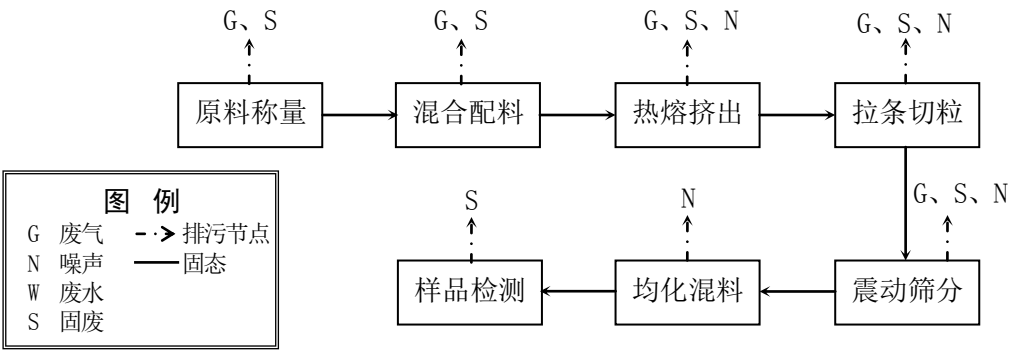 G、S
G、S
G、S、N
G、S、N
原料称量
混合配料
热熔挤出
拉条切粒
G、S、N
S
N
样品检测
均化混料
震动筛分
图 例
G 废气 排污节点
N 噪声 固态
W 废水
S 固废